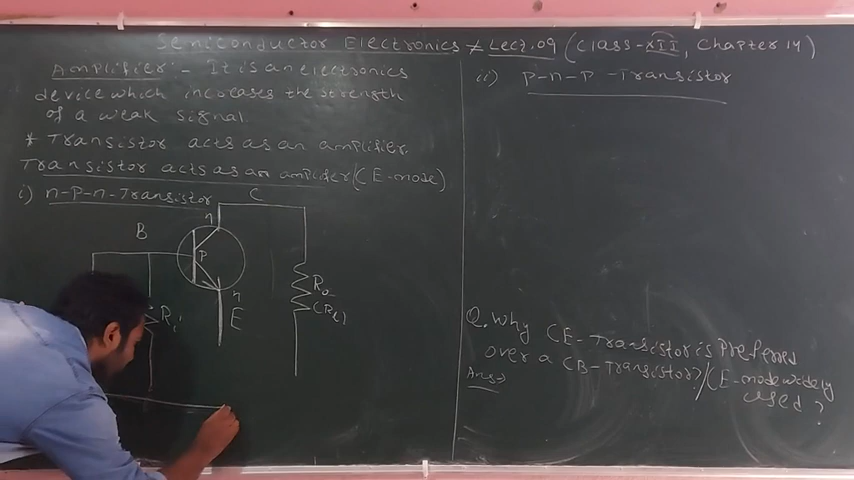 Semiconductor Electronics ≠ Lect.09 (Class-XII, Chapter 14)
Amplifier:- It is an electronics
device which increases the strength
of a weak signal.
* Transistor acts as an amplifier.
Transistor acts as an amplifier/(CE-mode)
i) n-p-n-Transistor
C
n
B
P
n
E
Ri
Ro
(RL)
ii) P-n-P-Transistor
Q. Why CE-Transistor is Preferred
over a CB-Transistor?/CE-mode widely
used?
Ans→